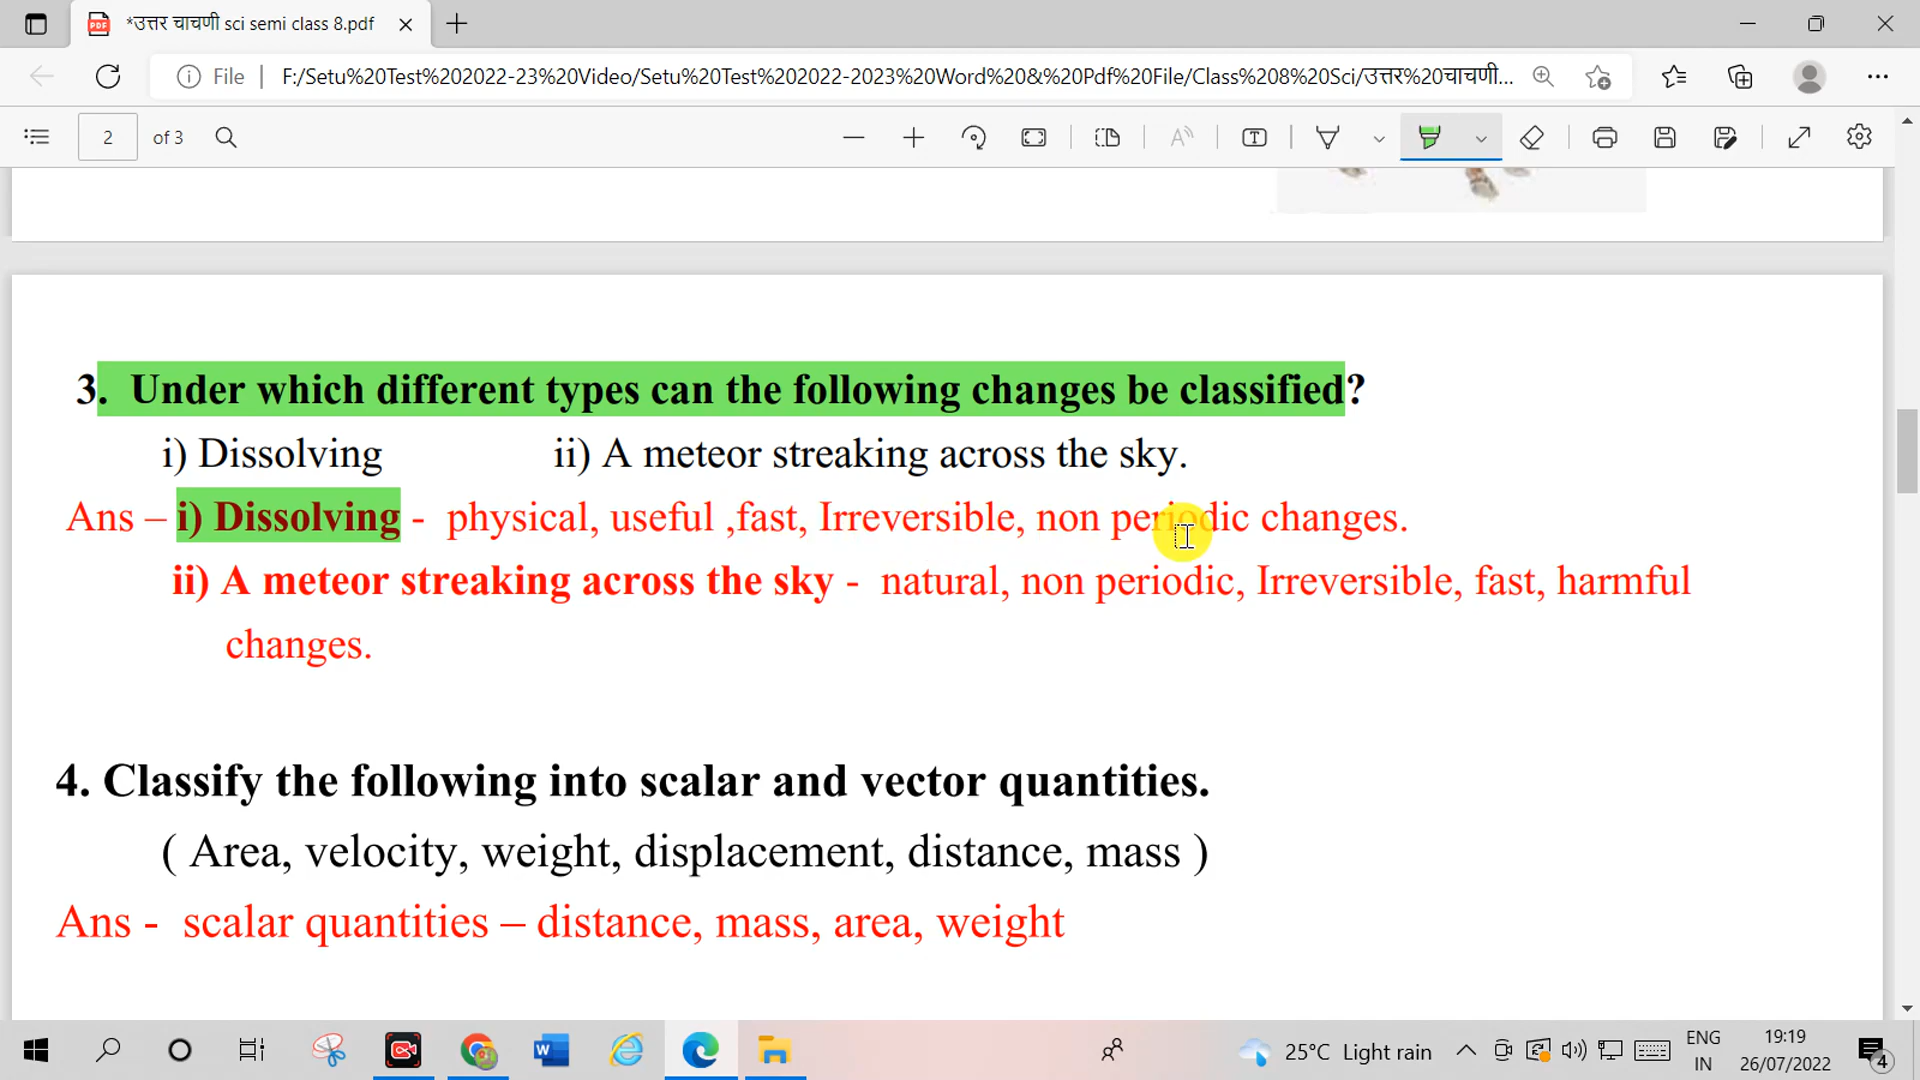 *उत्तर चाचणी sci semi class 8.pdf
File
F:/Setu%20Test%202022-23%20Video/Setu%20Test%202022-2023%20Word%20&%20Pdf%20File/Class%208%20Sci/उत्तर%20चाचणी...
2 of 3
3. Under which different types can the following changes be classified?
i) Dissolving ii) A meteor streaking across the sky.
Ans – i) Dissolving - physical, useful ,fast, Irreversible, non periodic changes.
ii) A meteor streaking across the sky - natural, non periodic, Irreversible, fast, harmful
changes.
4. Classify the following into scalar and vector quantities.
( Area, velocity, weight, displacement, distance, mass )
Ans - scalar quantities – distance, mass, area, weight
25°C Light rain
ENG
IN
19:19
26/07/2022
4